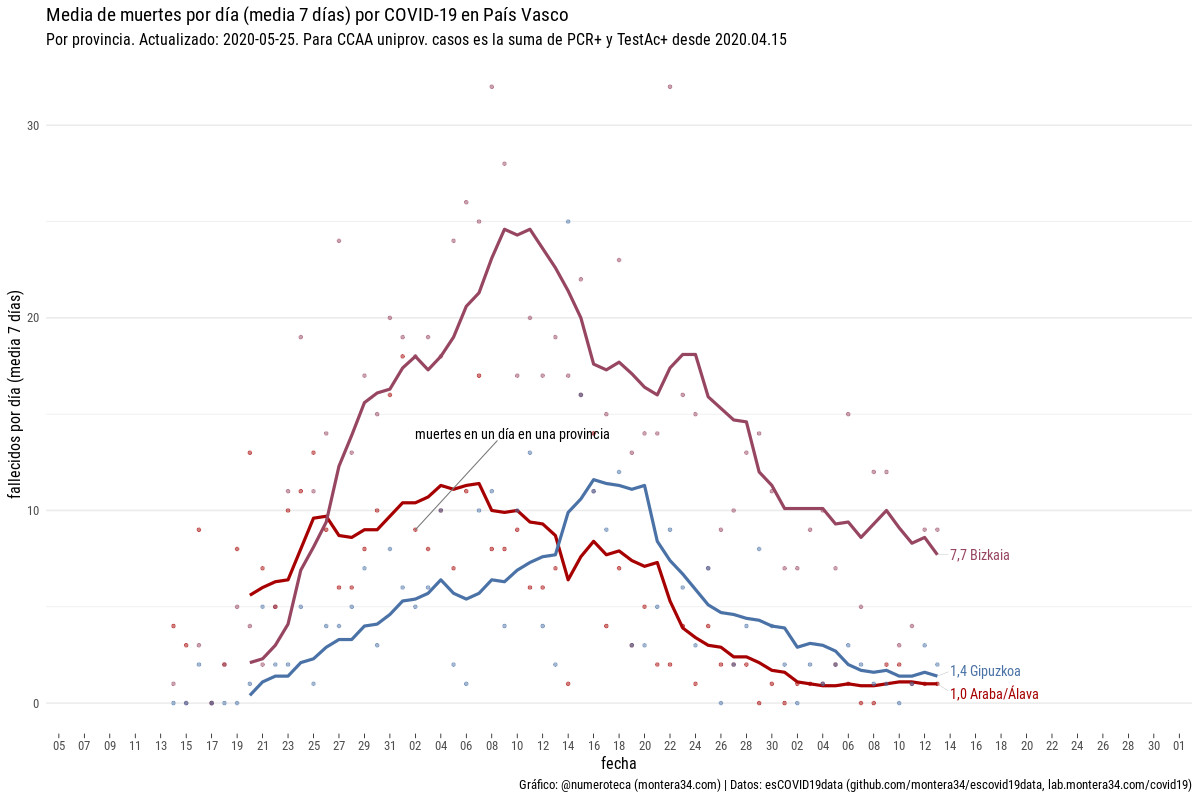 Media de muertes por día (media 7 días) por COVID-19 en País Vasco
Por provincia. Actualizado: 2020-05-25. Para CCAA uniprov. casos es la suma de PCR+ y TestAc+ desde 2020.04.15
fallecidos por día (media 7 días)
30
20
10
0
muertes en un día en una provincia
7,7 Bizkaia
1,4 Gipuzkoa
1,0 Araba/Álava
05 07 09 11 13 15 17 19 21 23 25 27 29 31 02 04 06 08 10 12 14 16 18 20 22 24 26 28 30 02 04 06 08 10 12 14 16 18 20 22 24 26 28 30 01
fecha
Gráfico: @numeroteca (montera34.com) | Datos: esCOVID19data (github.com/montera34/escovid19data, lab.montera34.com/covid19)